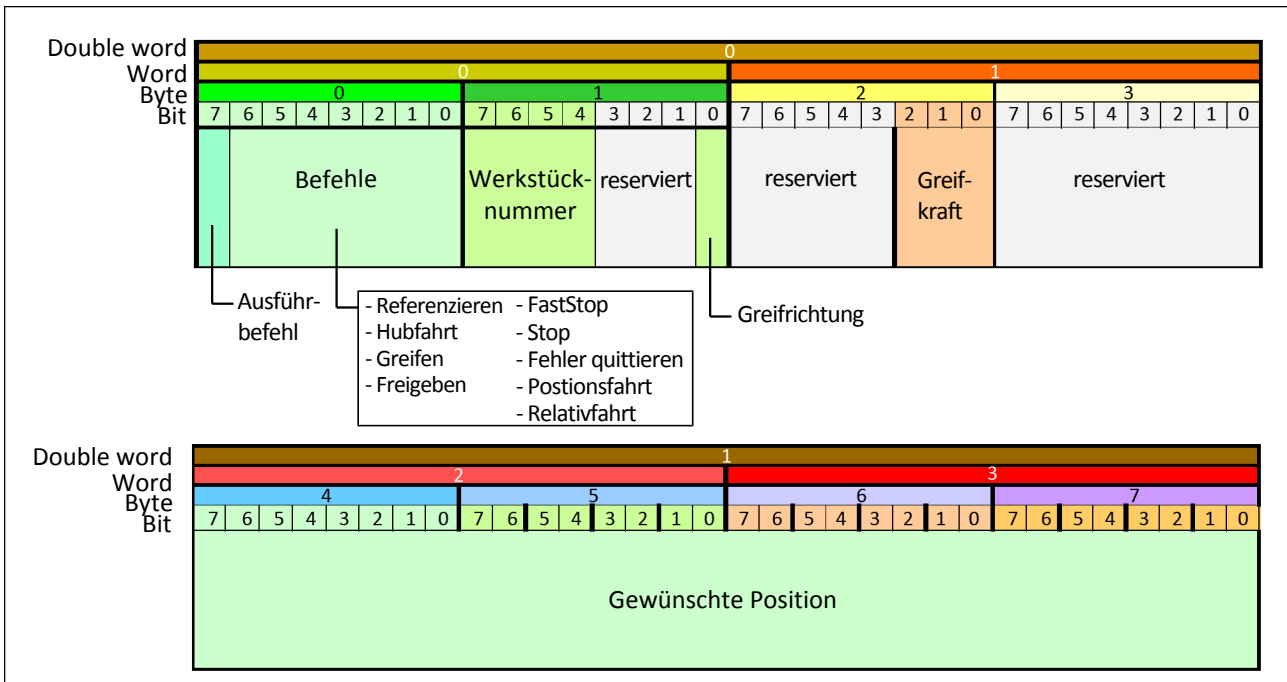 Double word 0
Word 0 1
Byte 0 1 2 3
Bit 7 6 5 4 3 2 1 0 7 6 5 4 3 2 1 0 7 6 5 4 3 2 1 0 7 6 5 4 3 2 1 0
Befehle
Werkstück-
nummer
reserviert
reserviert
Greif-
kraft
reserviert
Ausführ-
befehl
- Referenzieren
- Hubfahrt
- Greifen
- Freigeben
- FastStop
- Stop
- Fehler quittieren
- Postionsfahrt
- Relativfahrt
Greifrichtung
Double word 1
Word 2 3
Byte 4 5 6 7
Bit 7 6 5 4 3 2 1 0 7 6 5 4 3 2 1 0 7 6 5 4 3 2 1 0 7 6 5 4 3 2 1 0
Gewünschte Position